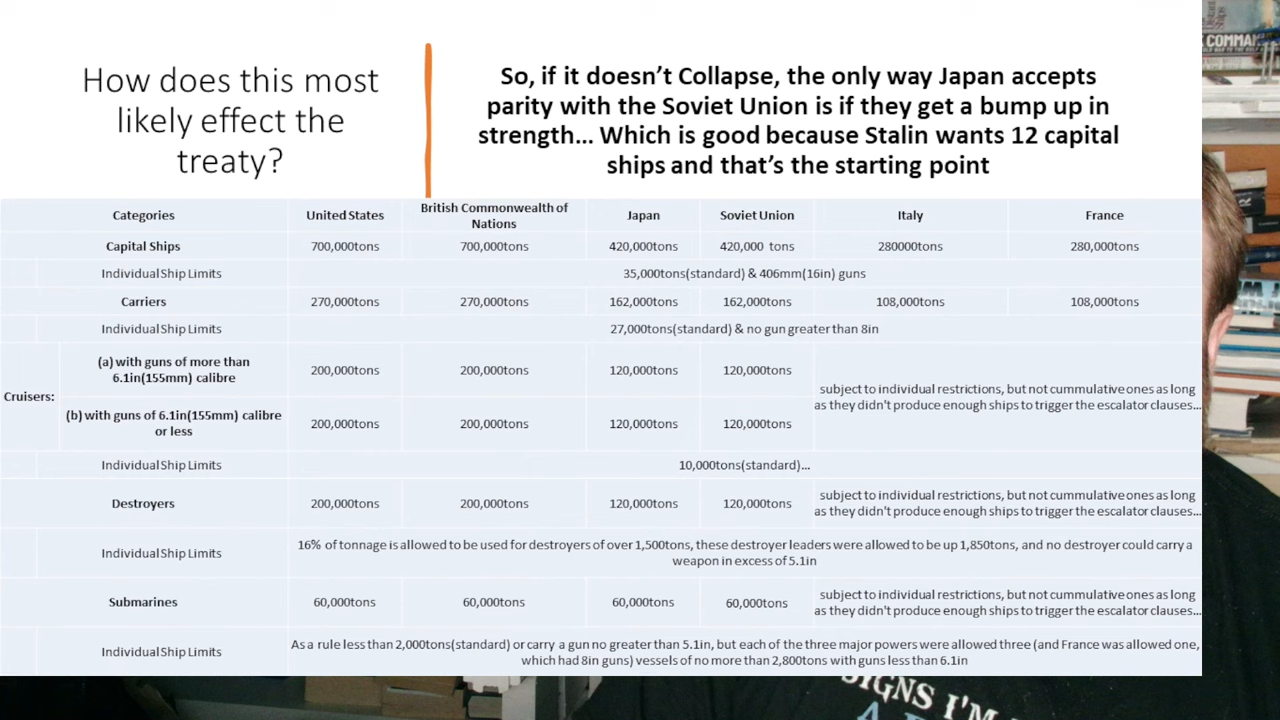 How does this most
likely effect the
treaty?
So, if it doesn't Collapse, the only way Japan accepts
parity with the Soviet Union is if they get a bump up in
strength... Which is good because Stalin wants 12 capital
ships and that's the starting point
Categories
United States
British Commonwealth of
Nations
Japan
Soviet Union
Italy
France
Capital Ships
700,000tons
700,000tons
420,000tons
420,000 tons
280000tons
280,000tons
Individual Ship Limits
35,000tons(standard) & 406mm(16in) guns
Carriers
270,000tons
270,000tons
162,000tons
162,000tons
108,000tons
108,000tons
Individual Ship Limits
27,000tons(standard) & no gun greater than 8in
Cruisers:
(a) with guns of more than
6.1in(155mm) calibre
200,000tons
200,000tons
120,000tons
120,000tons
subject to individual restrictions, but not cummulative ones as long
as they didn't produce enough ships to trigger the escalator clauses...
(b) with guns of 6.1in(155mm) calibre
or less
200,000tons
200,000tons
120,000tons
120,000tons
Individual Ship Limits
10,000tons(standard)...
Destroyers
200,000tons
200,000tons
120,000tons
120,000tons
subject to individual restrictions, but not cummulative ones as long
as they didn't produce enough ships to trigger the escalator clauses...
Individual Ship Limits
16% of tonnage is allowed to be used for destroyers of over 1,500tons, these destroyer leaders were allowed to be up 1,850tons, and no destroyer could carry a
weapon in excess of 5.1in
Submarines
60,000tons
60,000tons
60,000tons
60,000tons
subject to individual restrictions, but not cummulative ones as long
as they didn't produce enough ships to trigger the escalator clauses...
Individual Ship Limits
As a rule less than 2,000tons(standard) or carry a gun no greater than 5.1in, but each of the three major powers were allowed three (and France was allowed one,
which had 8in guns) vessels of no more than 2,800tons with guns less than 6.1in
SIGNS I'M